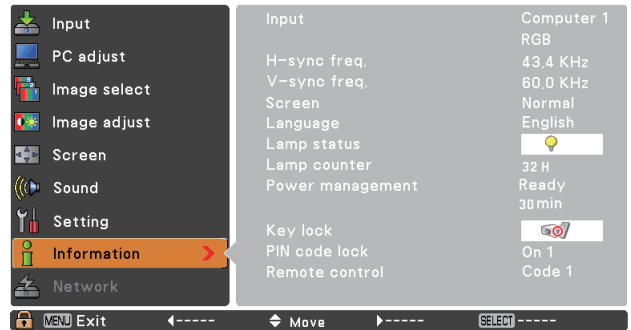 Input
PC adjust
Image select
Image adjust
Screen
Sound
Setting
Information
Network
Input Computer 1
RGB
H-sync freq. 43.4 KHz
V-sync freq. 60.0 KHz
Screen Normal
Language English
Lamp status
Lamp counter 32 H
Power management Ready
30 min
Key lock
PIN code lock On 1
Remote control Code 1
MENU Exit ----- Move ----- SELECT -----